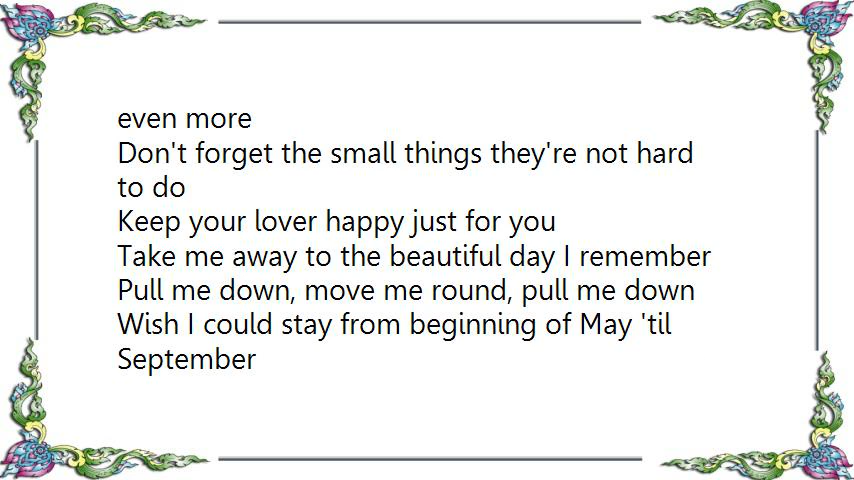 even more
Don't forget the small things they're not hard
to do
Keep your lover happy just for you
Take me away to the beautiful day I remember
Pull me down, move me round, pull me down
Wish I could stay from beginning of May 'til
September